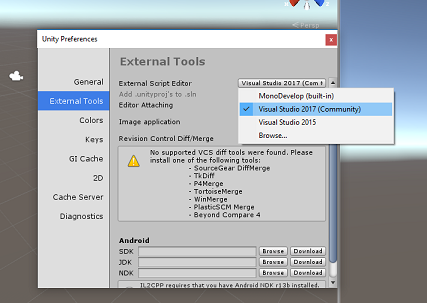 Persp
Unity Preferences
x
External Tools
General
External Tools
Colors
Keys
GI Cache
2D
Cache Server
Diagnostics
External Script Editor
Visual Studio 2017 (Com
Add .unityproj's to .sln
Editor Attaching
MonoDevelop (built-in)
Visual Studio 2017 (Community)
Visual Studio 2015
Browse...
Image application
Revision Control Diff/Merge
No supported VCS diff tools were found. Please
install one of the following tools:
- SourceGear DiffMerge
- TkDiff
- P4Merge
- TortoiseMerge
- WinMerge
- PlasticSCM Merge
- Beyond Compare 4
Android
SDK Browse Download
JDK Browse Download
NDK Browse Download
IL2CPP requires that you have Android NDK r13b installed.